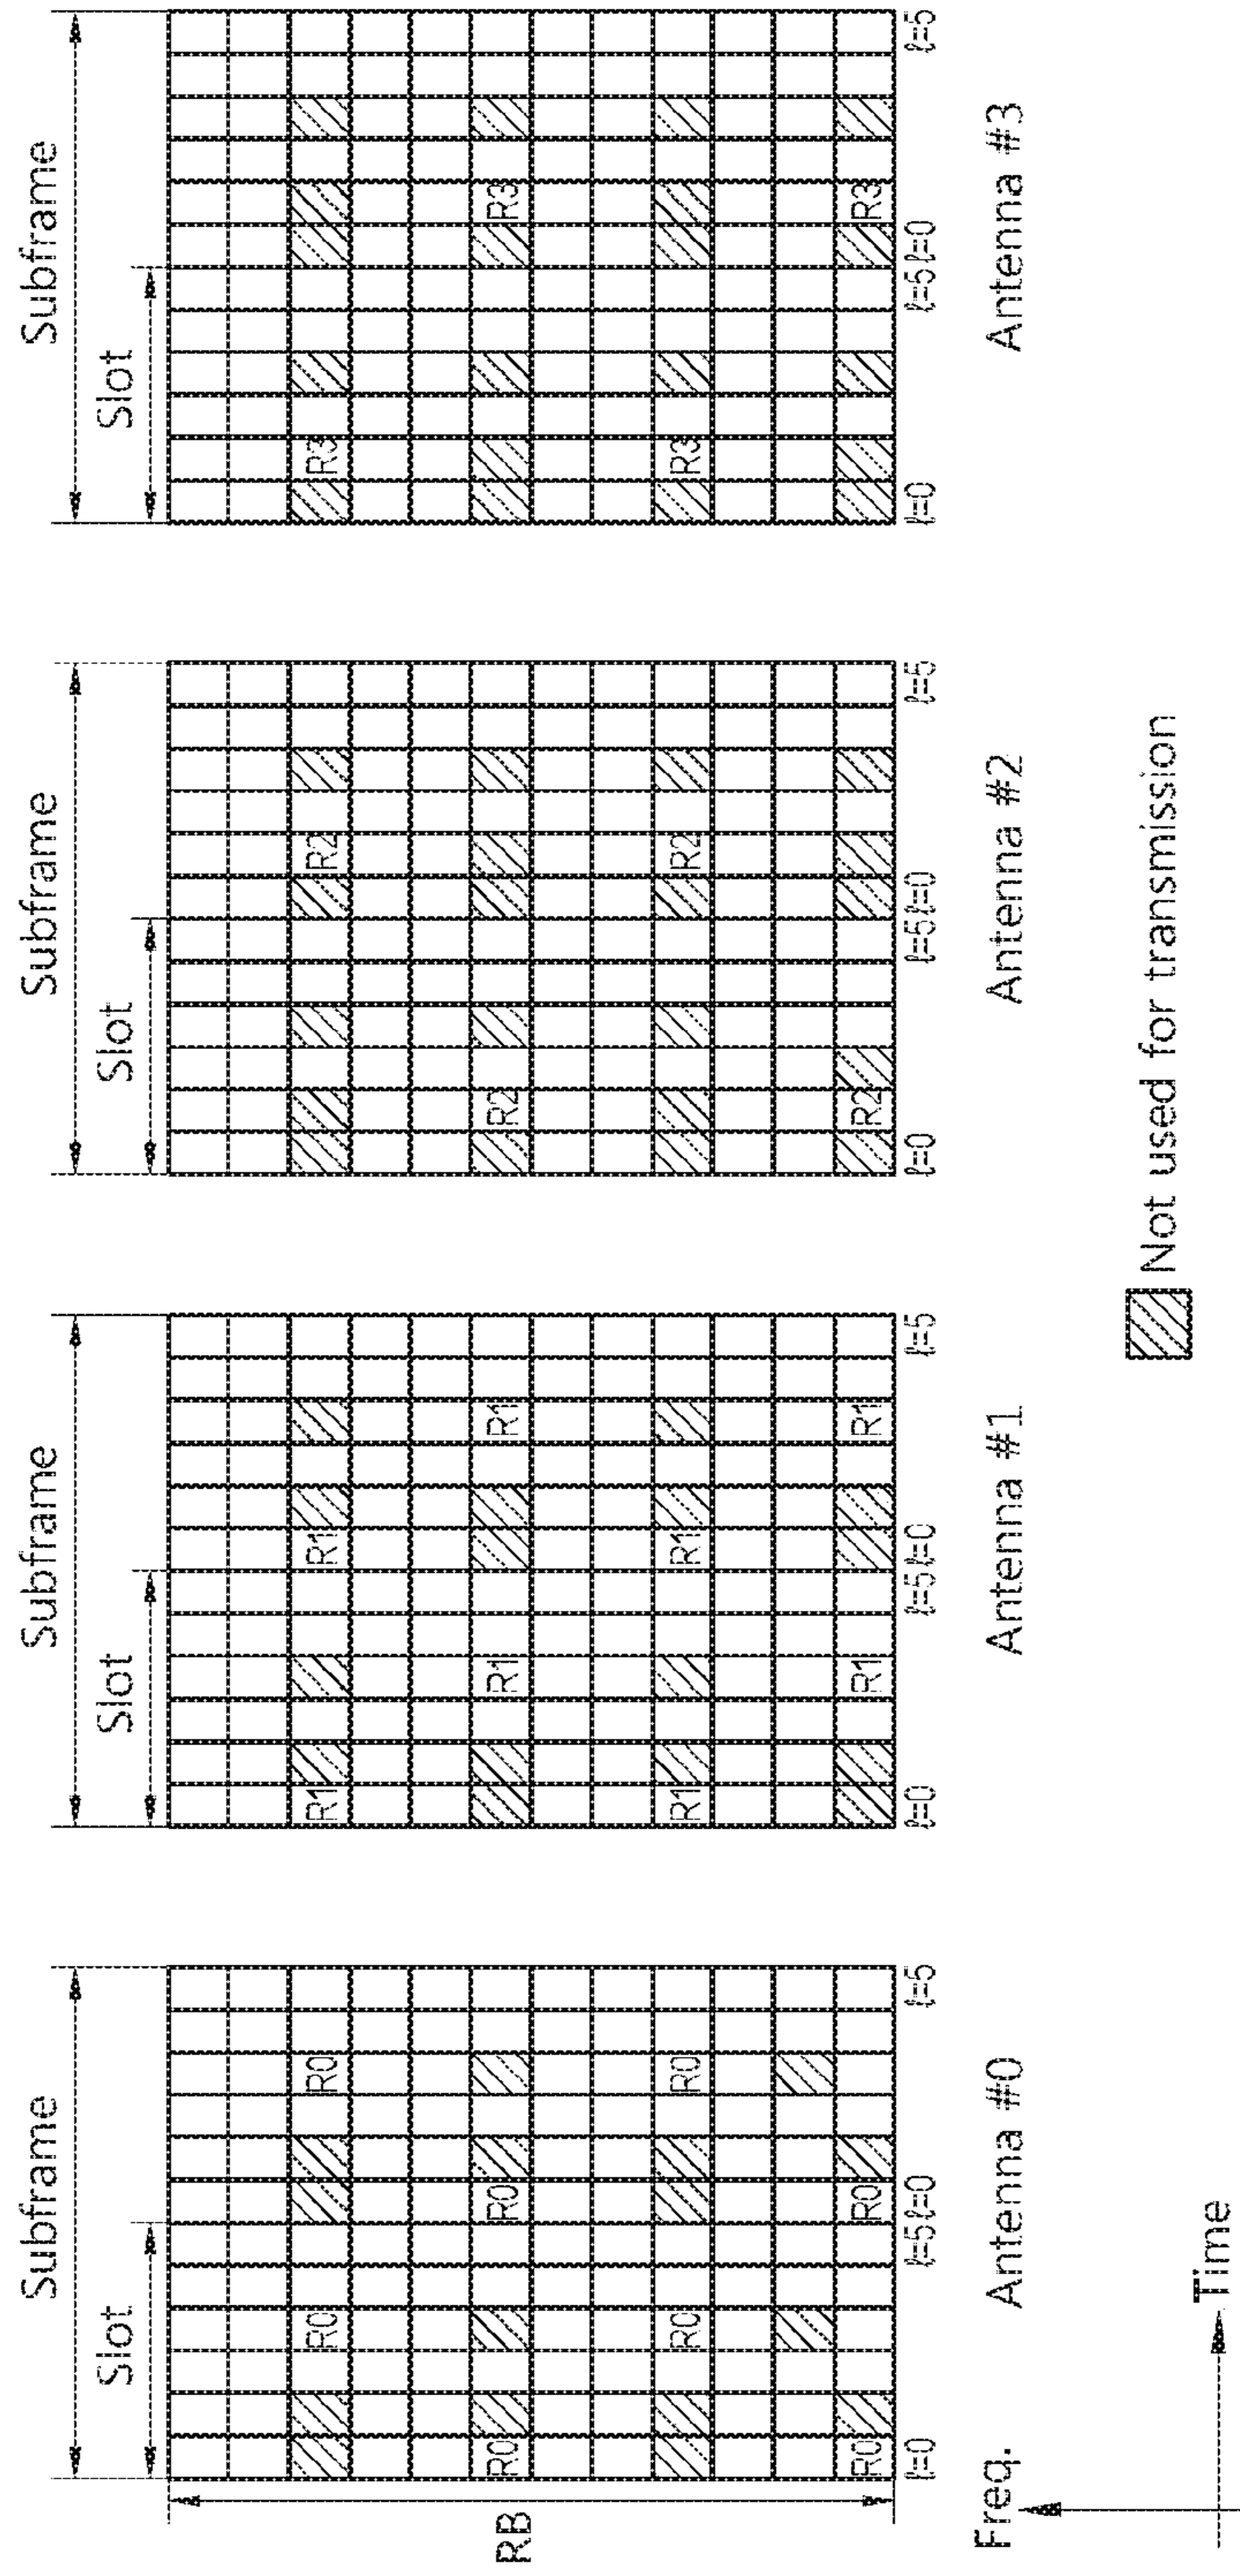 Subframe Subframe Subframe Subframe
Slot Slot Slot Slot
R0 R0 R1 R1 R2 R3
RB R0 R0 R1 R1 R2 R3
R0 R0 R1 R1 R2 R3
R0 R0 R1 R1 R2 R3
ℓ=0 ℓ=5 ℓ=0 ℓ=5 ℓ=0 ℓ=5 ℓ=0 ℓ=5 ℓ=0 ℓ=5 ℓ=0 ℓ=5 ℓ=0 ℓ=5 ℓ=0 ℓ=5
Freq. Antenna #0 Antenna #1 Antenna #2 Antenna #3
Not used for transmission
Time